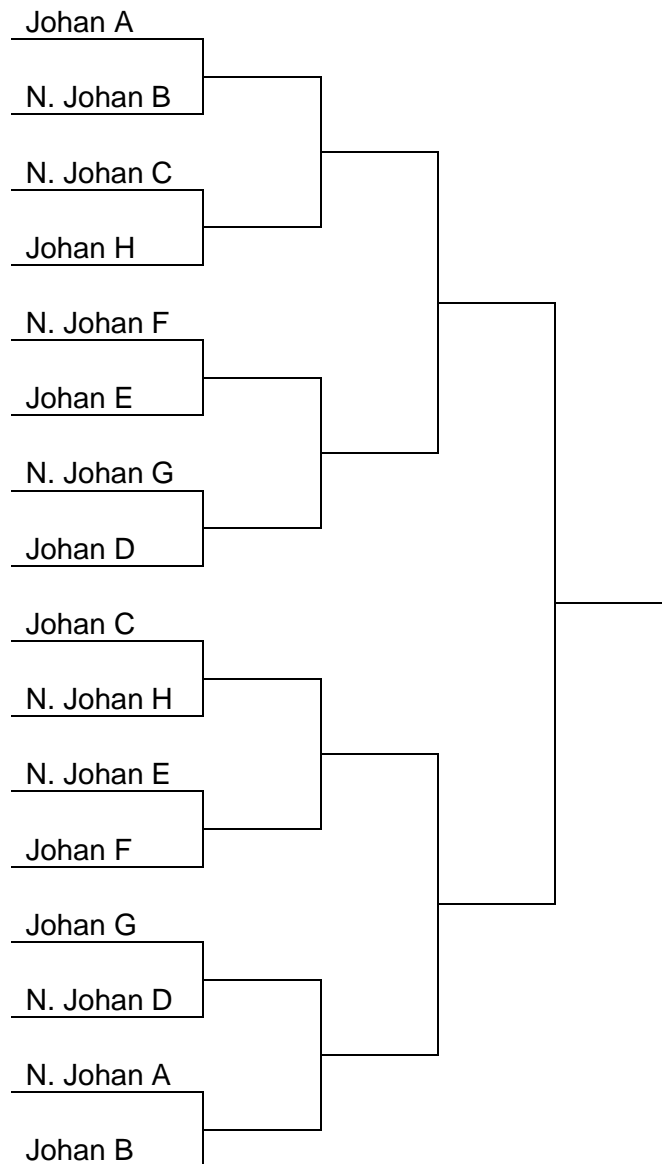 Johan A
N. Johan B
N. Johan C
Johan H
N. Johan F
Johan E
N. Johan G
Johan D
Johan C
N. Johan H
N. Johan E
Johan F
Johan G
N. Johan D
N. Johan A
Johan B